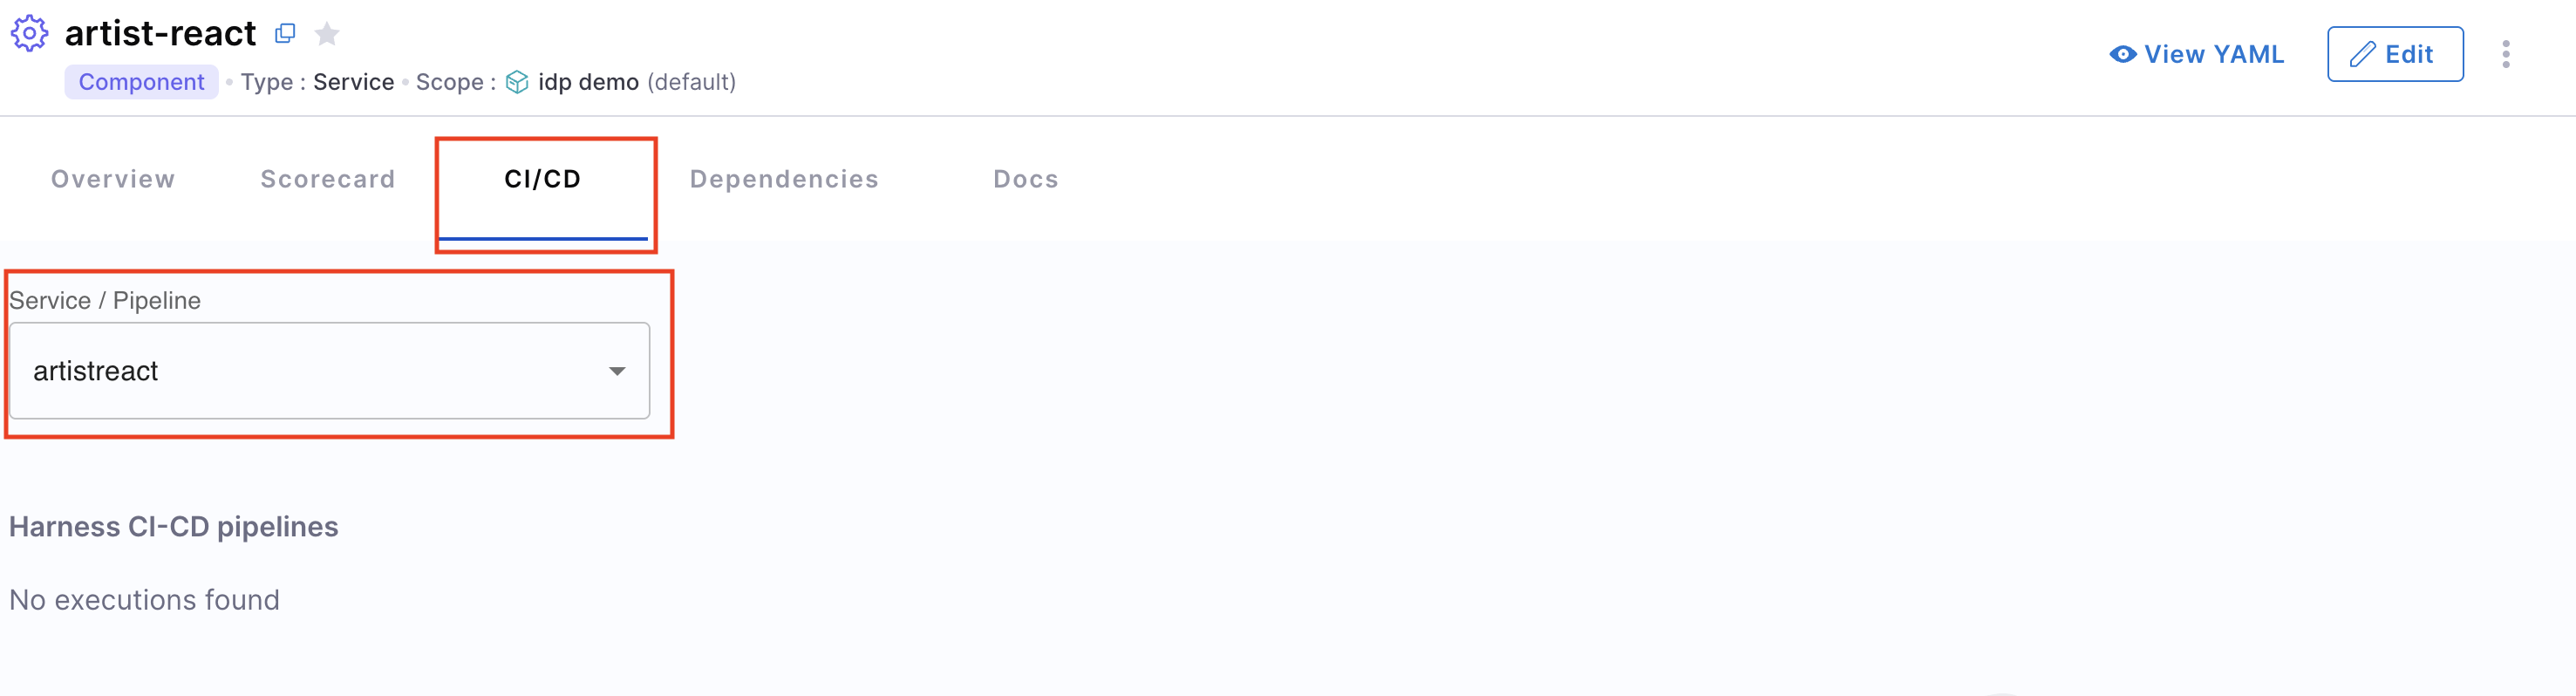 artist-react
View YAML
Edit
Component • Type : Service • Scope : idp demo (default)
Overview
Scorecard
CI/CD
Dependencies
Docs
Service / Pipeline
artistreact
Harness CI-CD pipelines
No executions found